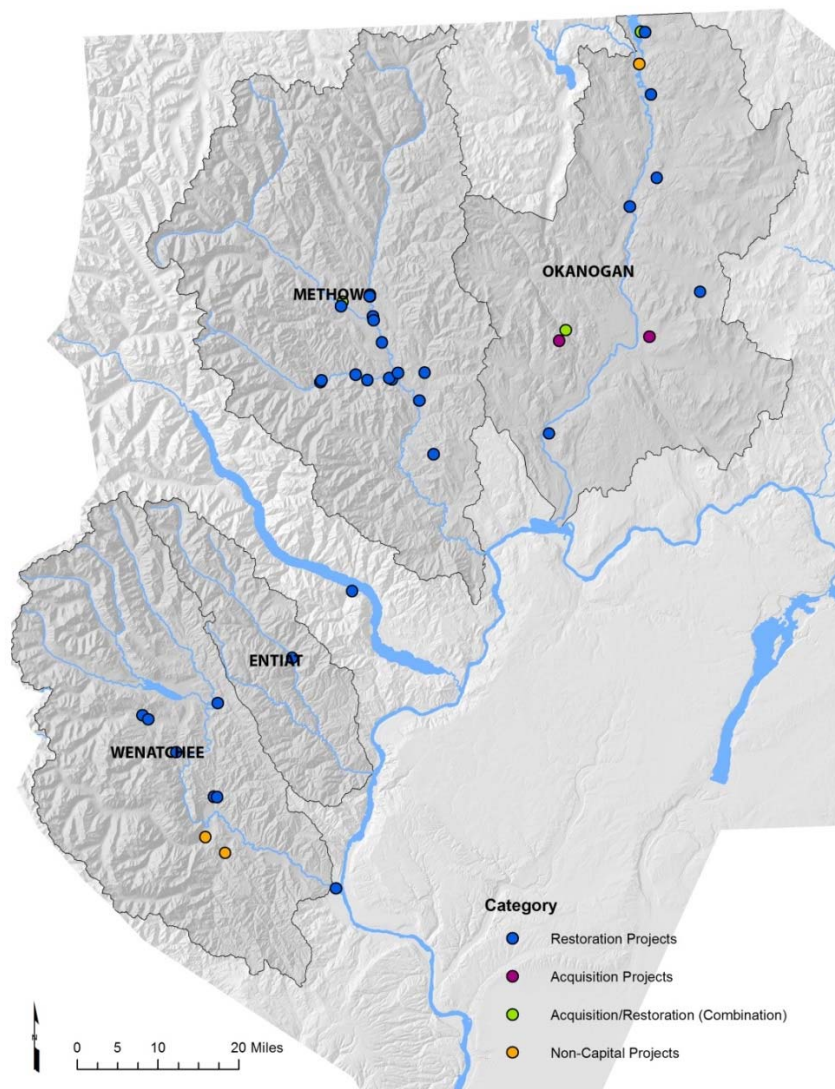 OKANOGAN
METHOW
ENTIAT
WENATCHEE
Category
Restoration Projects
Acquisition Projects
Acquisition/Restoration (Combination)
Non-Capital Projects
N
0 5 10 20 Miles